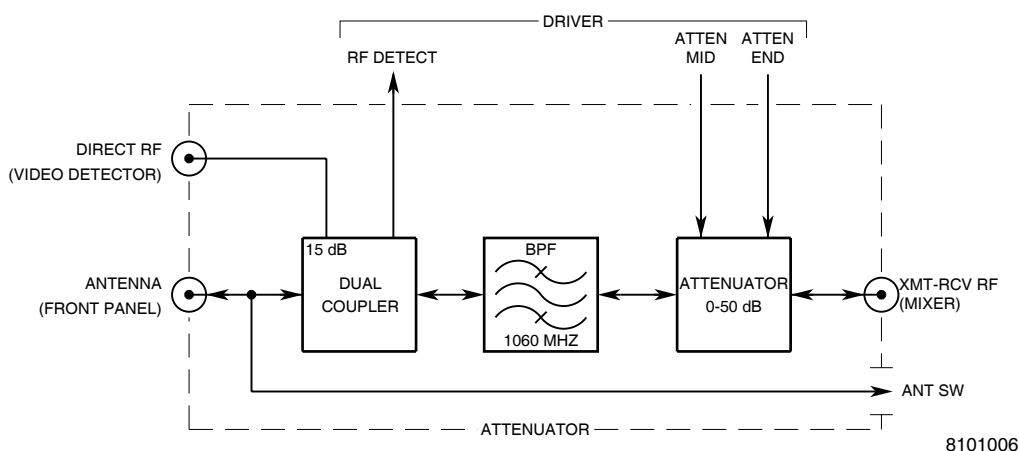 DRIVER
RF DETECT
ATTEN
MID
ATTEN
END
DIRECT RF
(VIDEO DETECTOR)
15 dB
DUAL
COUPLER
BPF
1060 MHZ
ATTENUATOR
0-50 dB
ANTENNA
(FRONT PANEL)
XMT-RCV RF
(MIXER)
ANT SW
ATTENUATOR
8101006